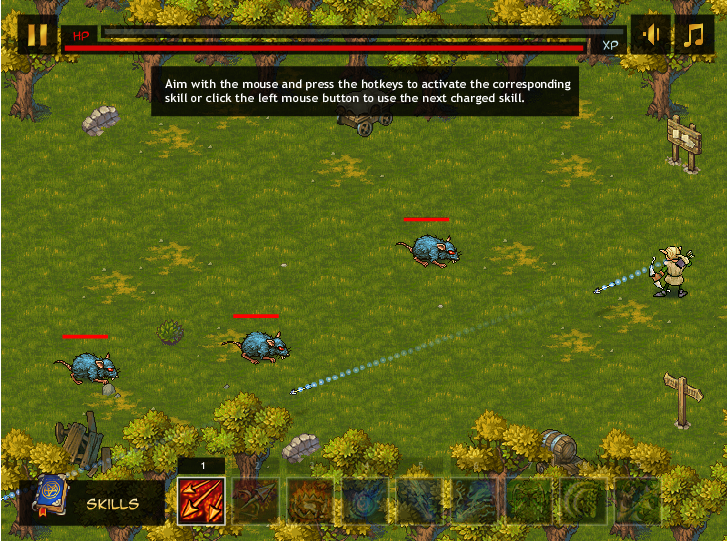 HP
XP
Aim with the mouse and press the hotkeys to activate the corresponding
skill or click the left mouse button to use the next charged skill.
1
SKILLS